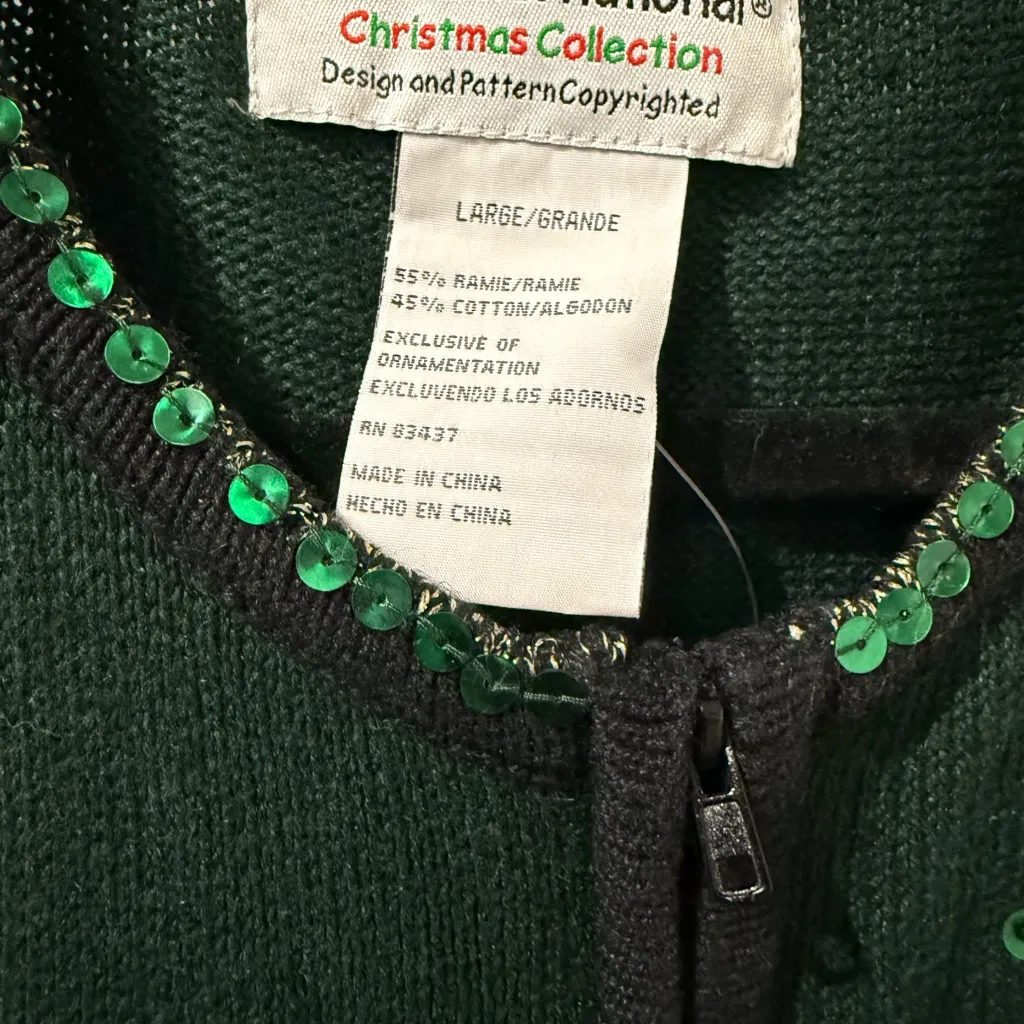 Christmas Collection
Design and Pattern Copyrighted
LARGE/GRANDE
55% RAMIE/RAMIE
45% COTTON/ALGODON
EXCLUSIVE OF
ORNAMENTATION
EXCLUVENDO LOS ADORNOS
RN 83437
MADE IN CHINA
HECHO EN CHINA